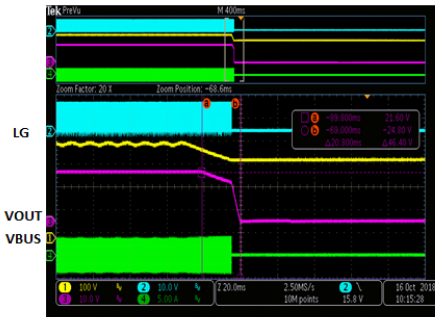 Tek PreVu
M 400ms
Zoom Factor: 20 X
Zoom Position: -68.6ms
a
b
a -89.000ms 21.60 V
b -69.000ms -24.80 V
△20.000ms △46.40 V
LG
VOUT
VBUS
1 100 V
2 10.0 V
3 10.0 V
4 5.00 A
Z 20.0ms
2.50MS/s
10M points
2
15.8 V
16 Oct 2018
10:15:28